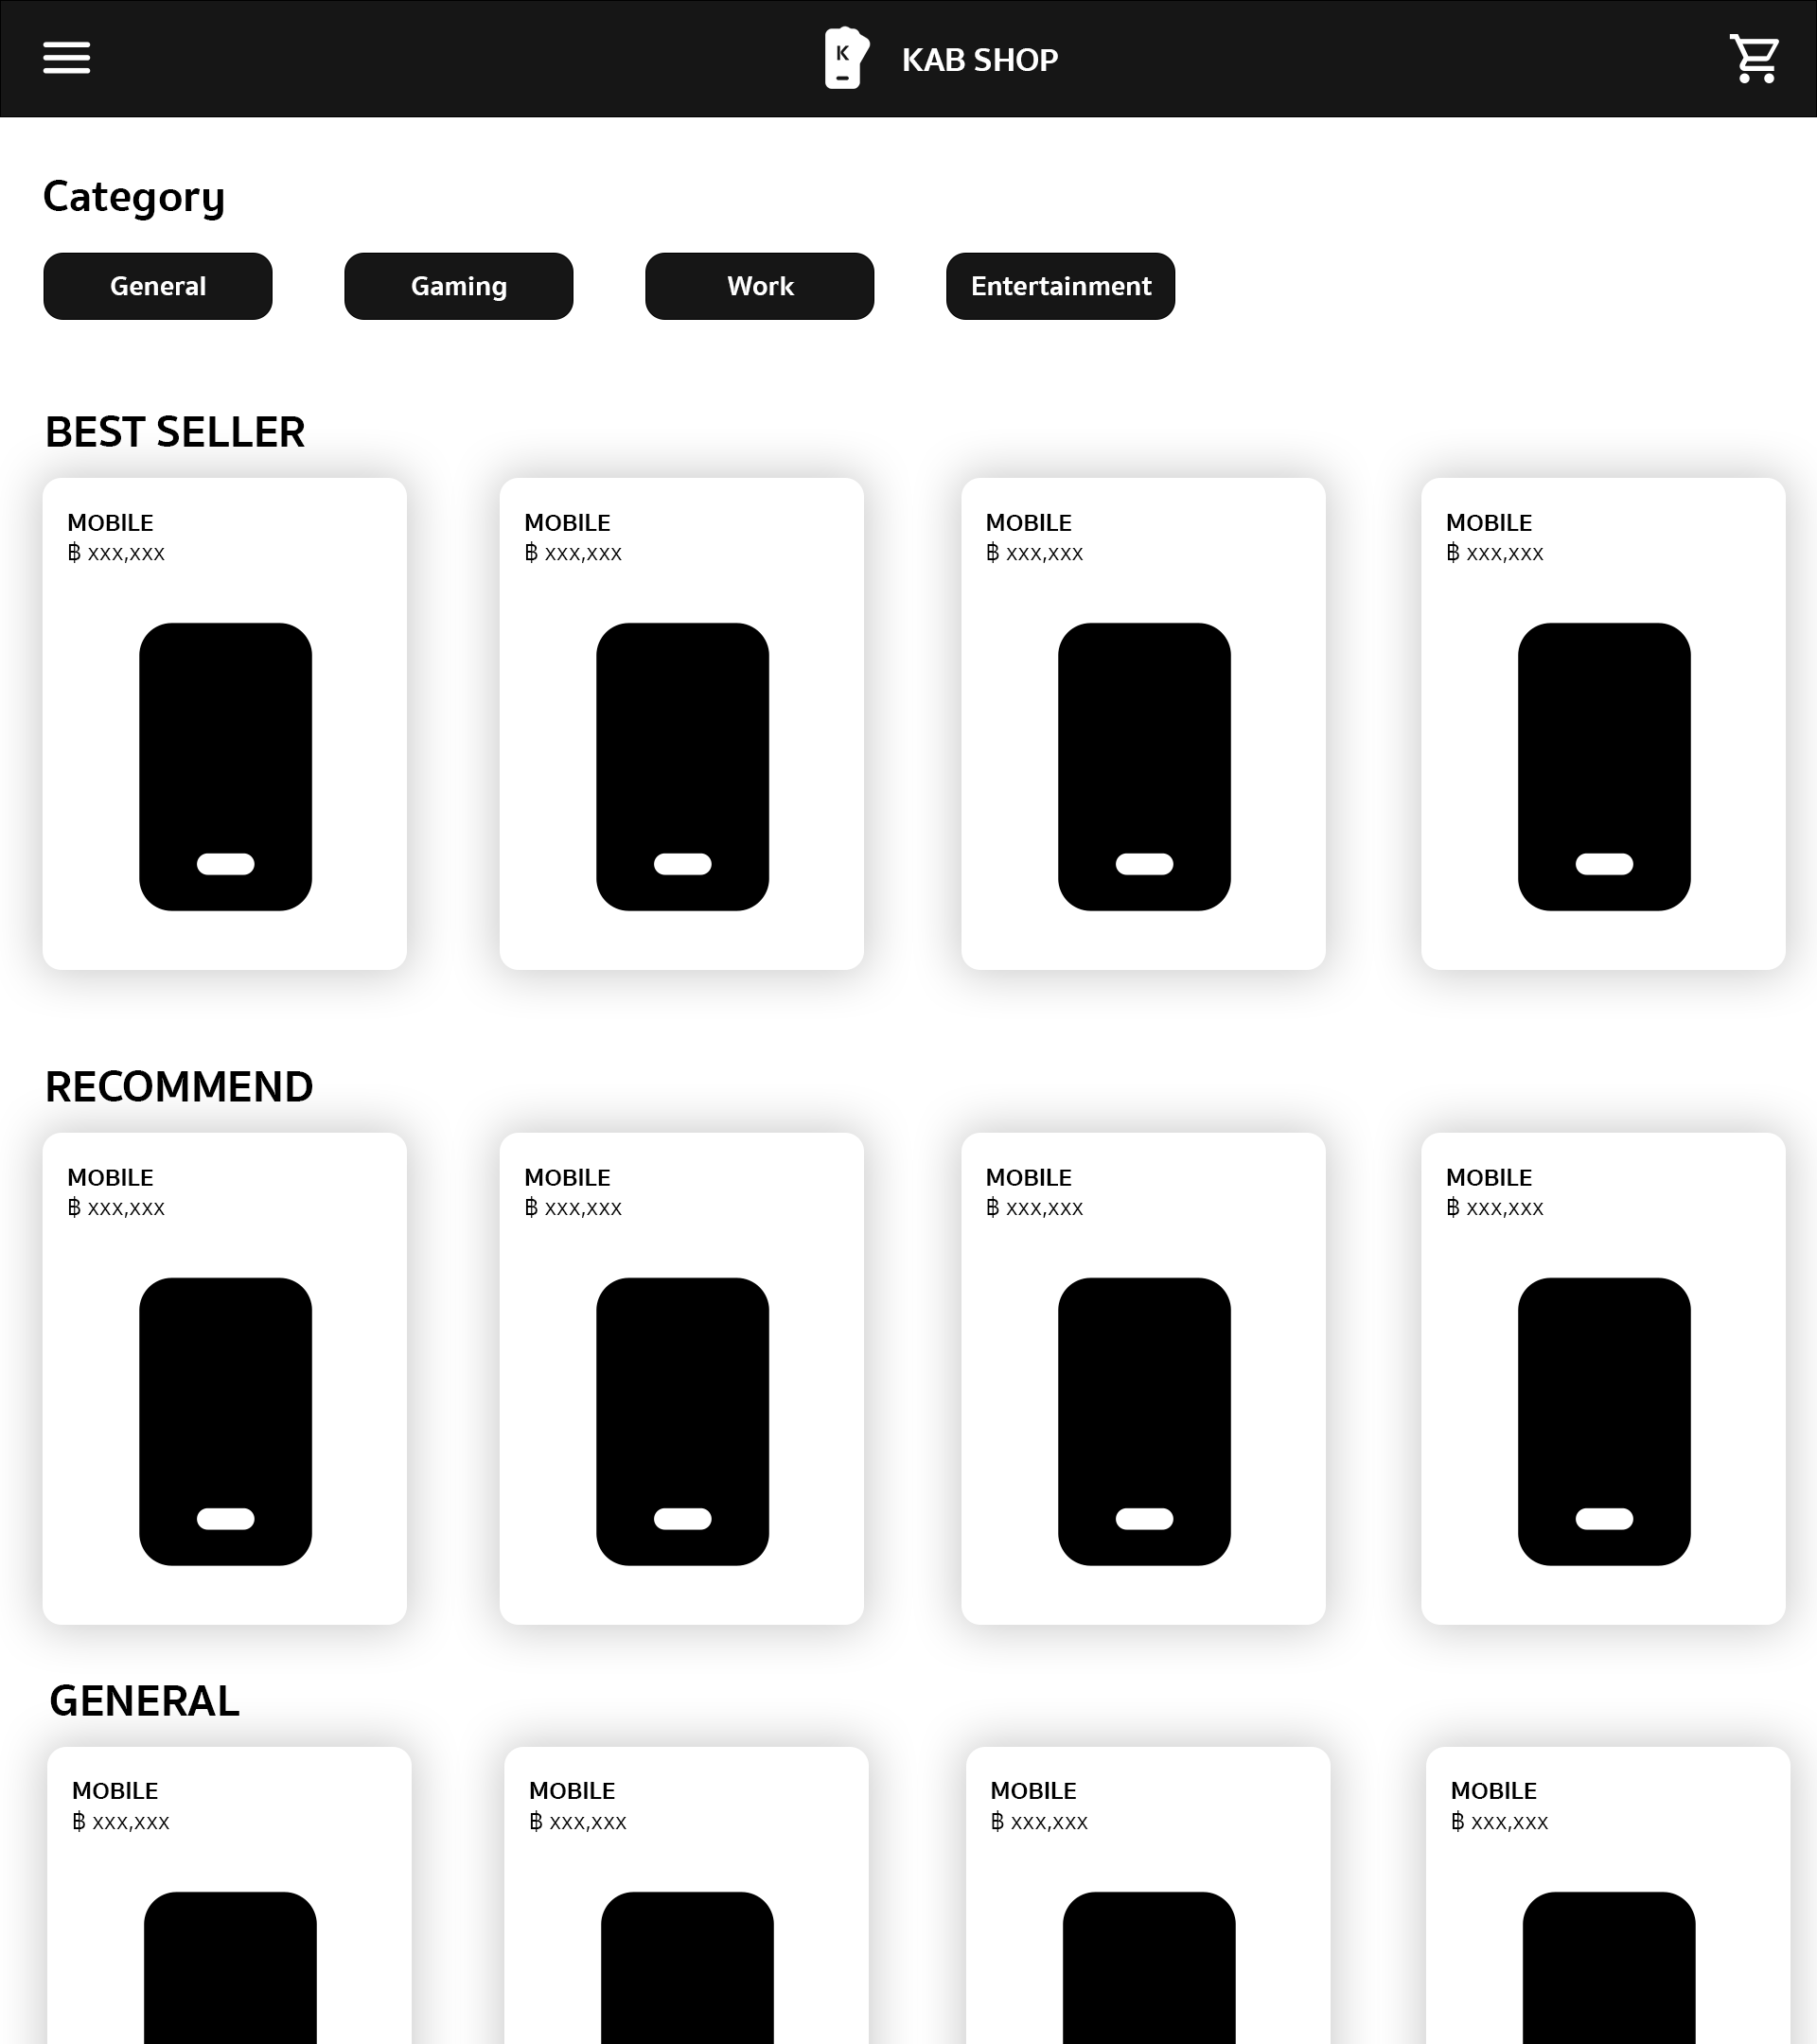 K
KAB SHOP
Category
General
Gaming
Work
Entertainment
BEST SELLER
MOBILE
฿ xxx,xxx
MOBILE
฿ xxx,xxx
MOBILE
฿ xxx,xxx
MOBILE
฿ xxx,xxx
RECOMMEND
MOBILE
฿ xxx,xxx
MOBILE
฿ xxx,xxx
MOBILE
฿ xxx,xxx
MOBILE
฿ xxx,xxx
GENERAL
MOBILE
฿ xxx,xxx
MOBILE
฿ xxx,xxx
MOBILE
฿ xxx,xxx
MOBILE
฿ xxx,xxx